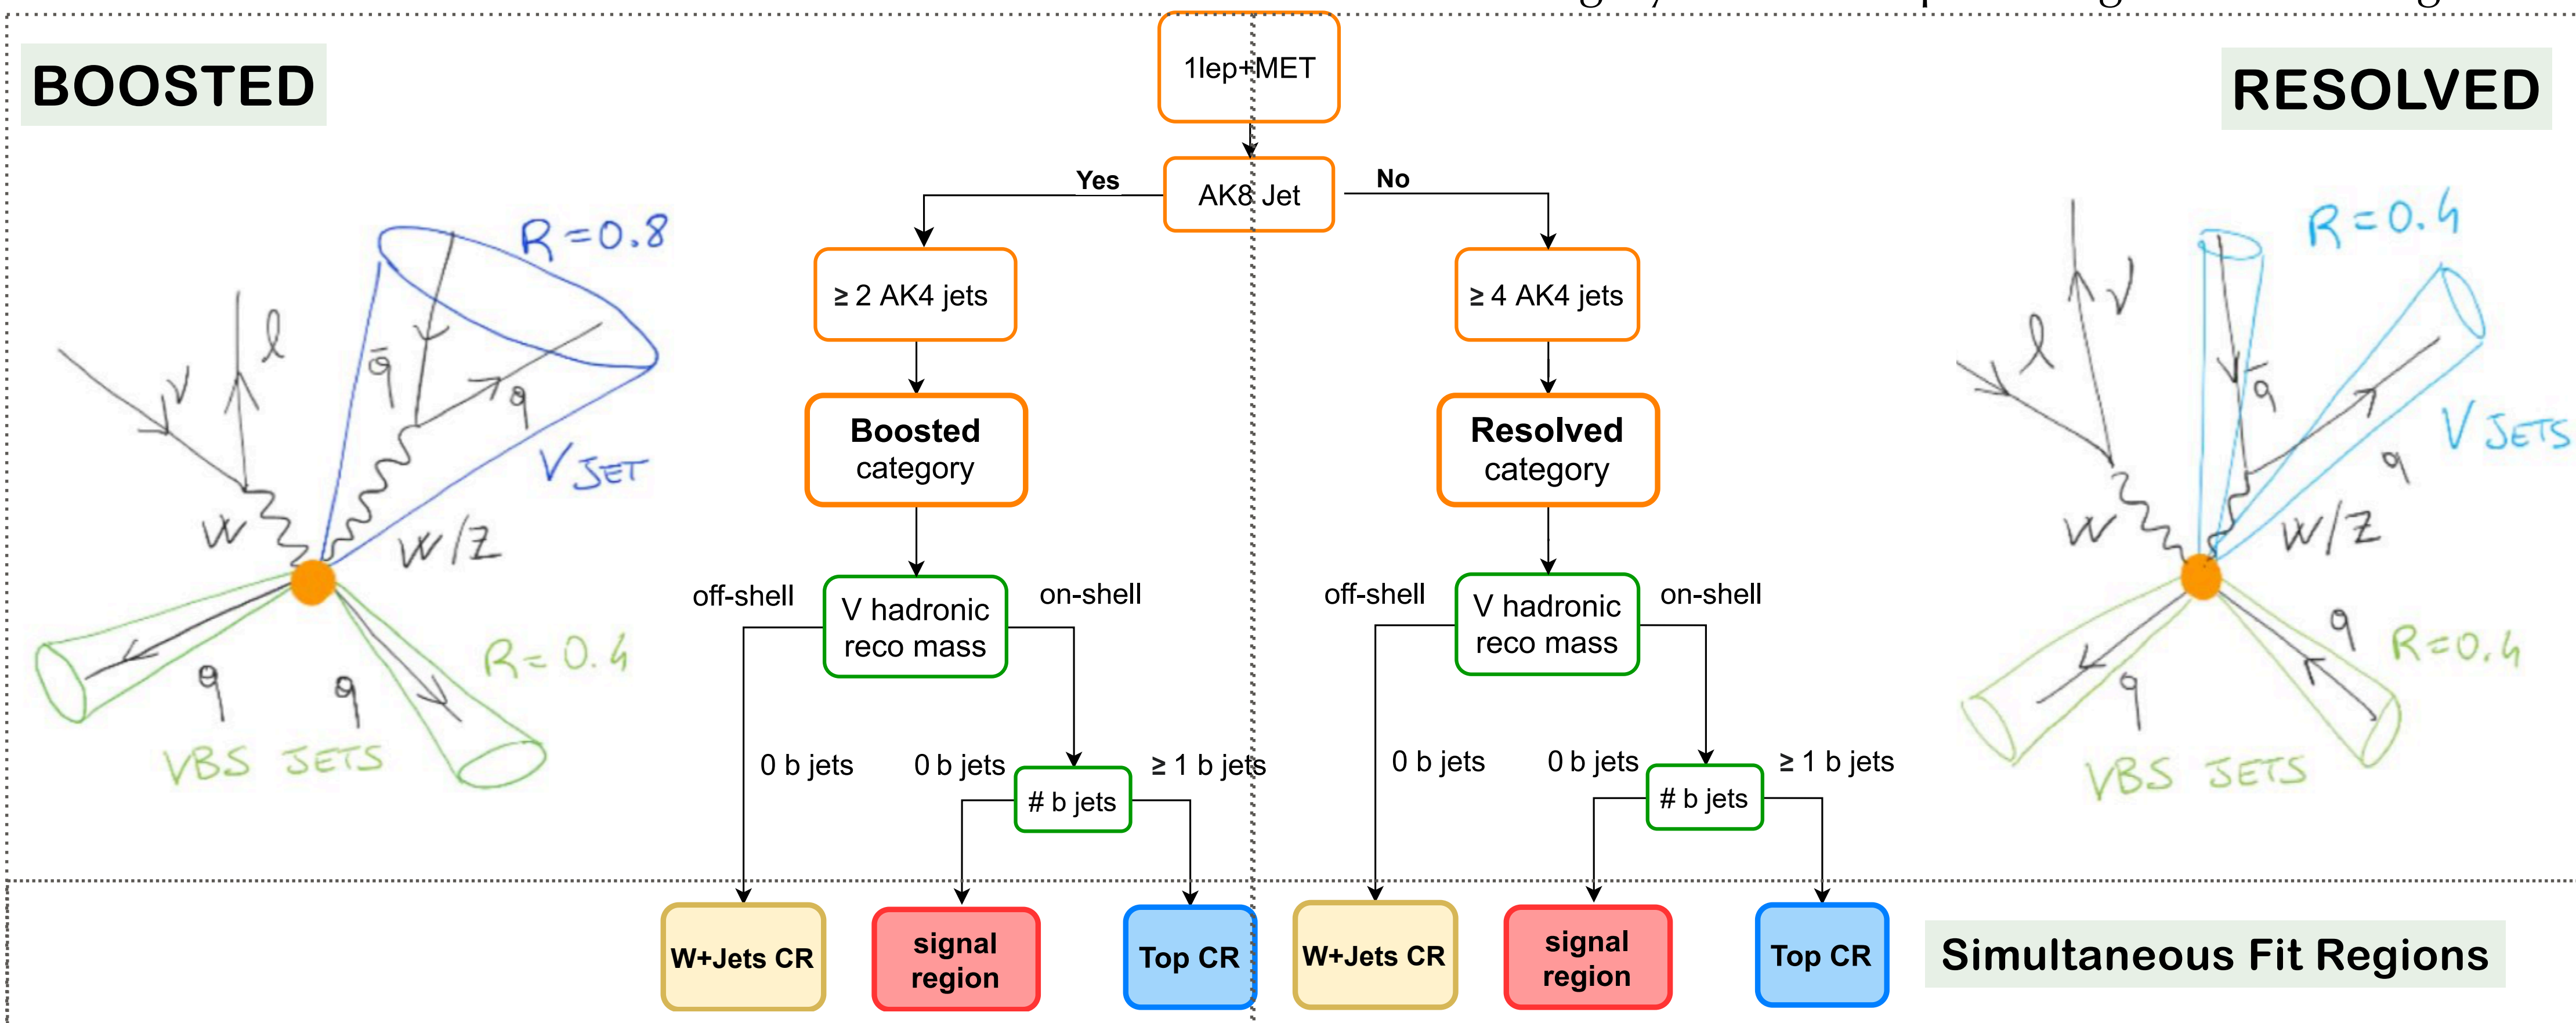 BOOSTED
RESOLVED
1lep+MET
AK8 Jet
Yes
No
≥ 2 AK4 jets
≥ 4 AK4 jets
Boosted
category
Resolved
category
off-shell
V hadronic
reco mass
on-shell
off-shell
V hadronic
reco mass
on-shell
0 b jets
0 b jets
# b jets
≥ 1 b jets
0 b jets
0 b jets
# b jets
≥ 1 b jets
W+Jets CR
signal
region
Top CR
W+Jets CR
signal
region
Top CR
Simultaneous Fit Regions
R=0.8
ν
l
q̄
q
V JET
W
W/Z
R=0.4
q
q
VBS JETS
R=0.4
l
ν
q̄
q
V JETS
W
W/Z
q
R=0.4
q
VBS JETS